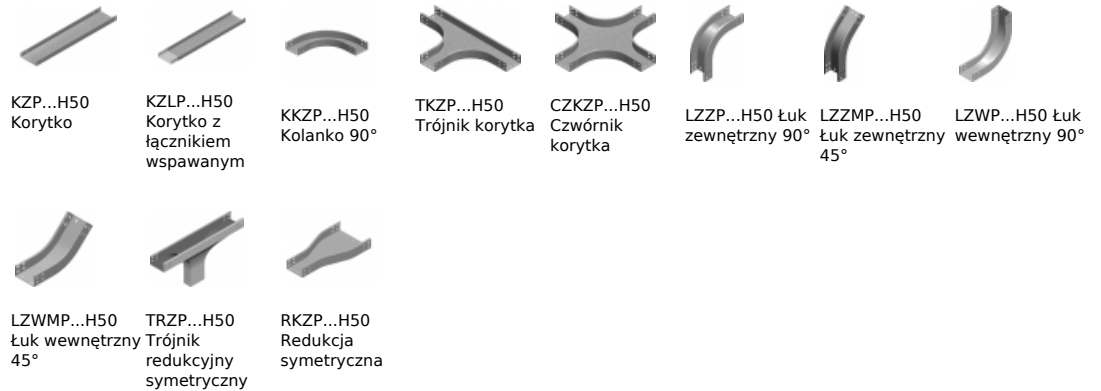 KZP...H50
Korytko
KZLP...H50
Korytko z
łącznikiem
wspawanym
KKZP...H50
Kolanko 90°
TKZP...H50
Trójnik korytka
CZKZP...H50
Czwórnik
korytka
LZZP...H50 Łuk
zewnętrzny 90°
LZZMP...H50
Łuk zewnętrzny
45°
LZWP...H50 Łuk
wewnętrzny 90°
LZWMP...H50
Łuk wewnętrzny
45°
TRZP...H50
Trójnik
redukcyjny
symetryczny
RKZP...H50
Redukcja
symetryczna